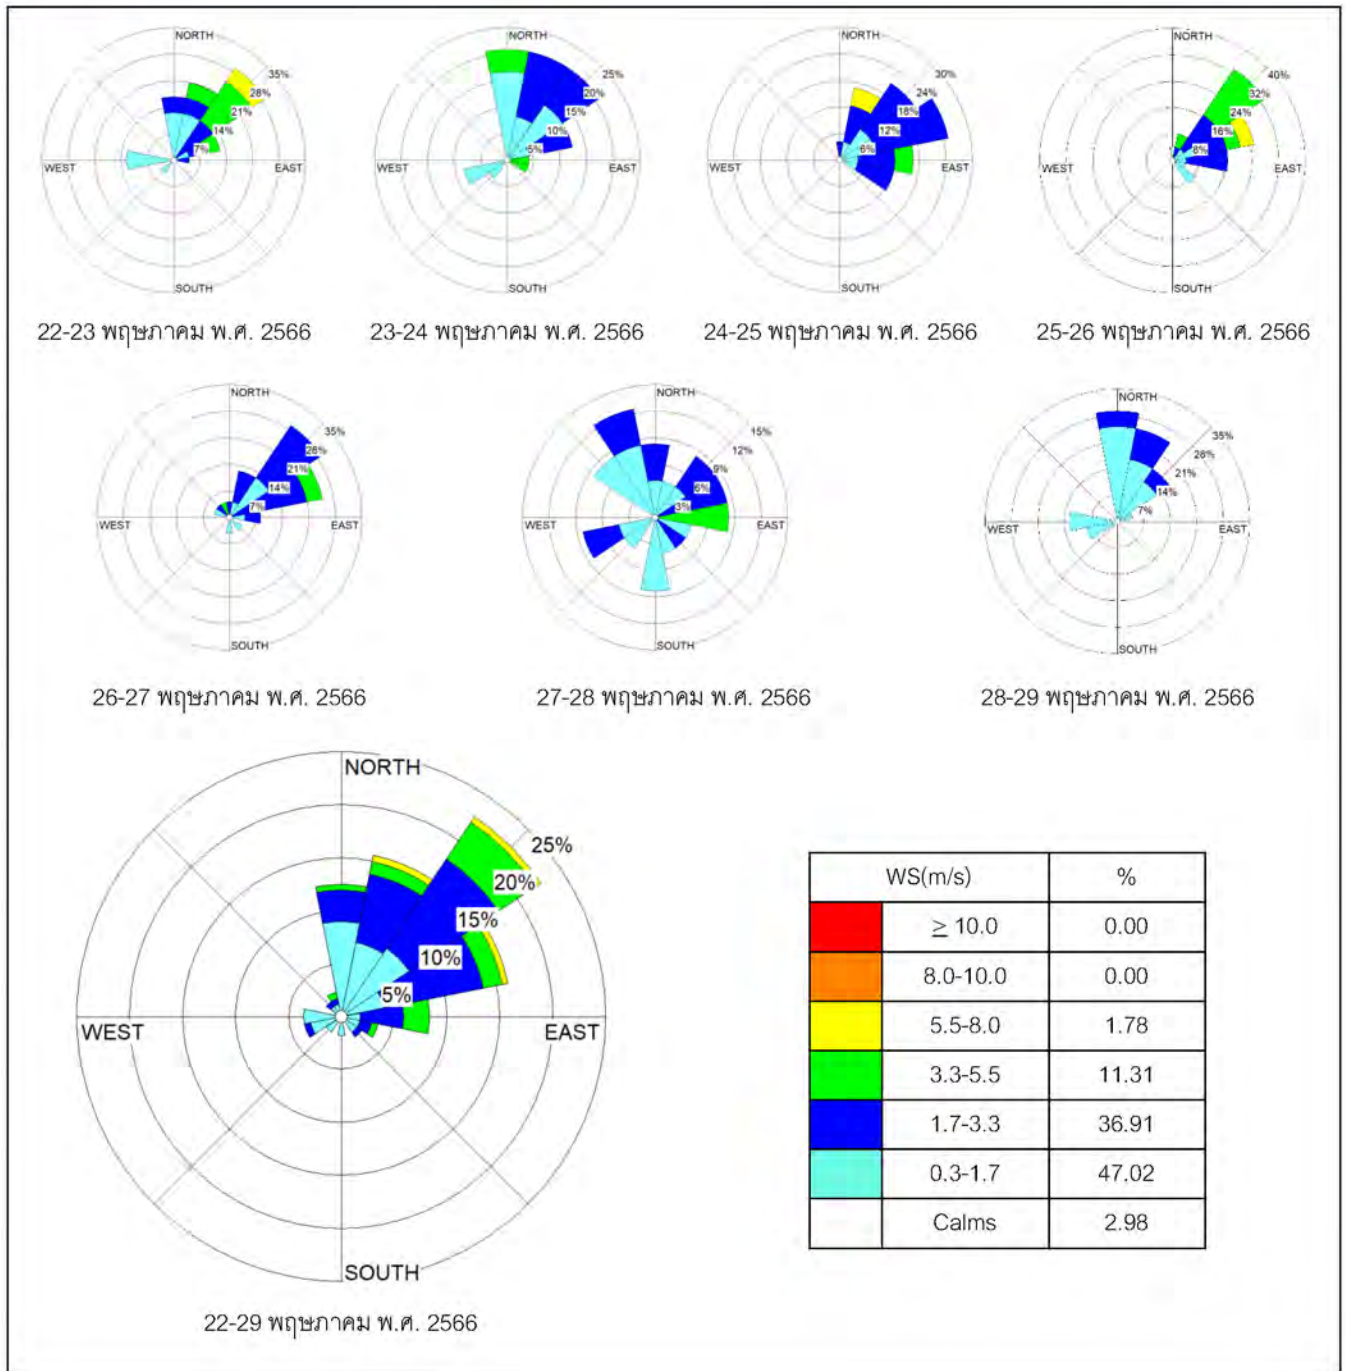 NORTH
35%
28%
21%
14%
7%
WEST
EAST
SOUTH
22-23 พฤษภาคม พ.ศ. 2566
NORTH
25%
20%
15%
10%
5%
WEST
EAST
SOUTH
23-24 พฤษภาคม พ.ศ. 2566
NORTH
30%
24%
18%
12%
6%
WEST
EAST
SOUTH
24-25 พฤษภาคม พ.ศ. 2566
NORTH
40%
32%
24%
16%
8%
WEST
EAST
SOUTH
25-26 พฤษภาคม พ.ศ. 2566
NORTH
35%
28%
21%
14%
7%
WEST
EAST
SOUTH
26-27 พฤษภาคม พ.ศ. 2566
NORTH
15%
12%
9%
6%
3%
WEST
EAST
SOUTH
27-28 พฤษภาคม พ.ศ. 2566
NORTH
35%
28%
21%
14%
7%
WEST
EAST
SOUTH
28-29 พฤษภาคม พ.ศ. 2566
NORTH
25%
20%
15%
10%
5%
WEST
EAST
SOUTH
22-29 พฤษภาคม พ.ศ. 2566
WS(m/s) %
≥ 10.0 0.00
8.0-10.0 0.00
5.5-8.0 1.78
3.3-5.5 11.31
1.7-3.3 36.91
0.3-1.7 47.02
Calms 2.98